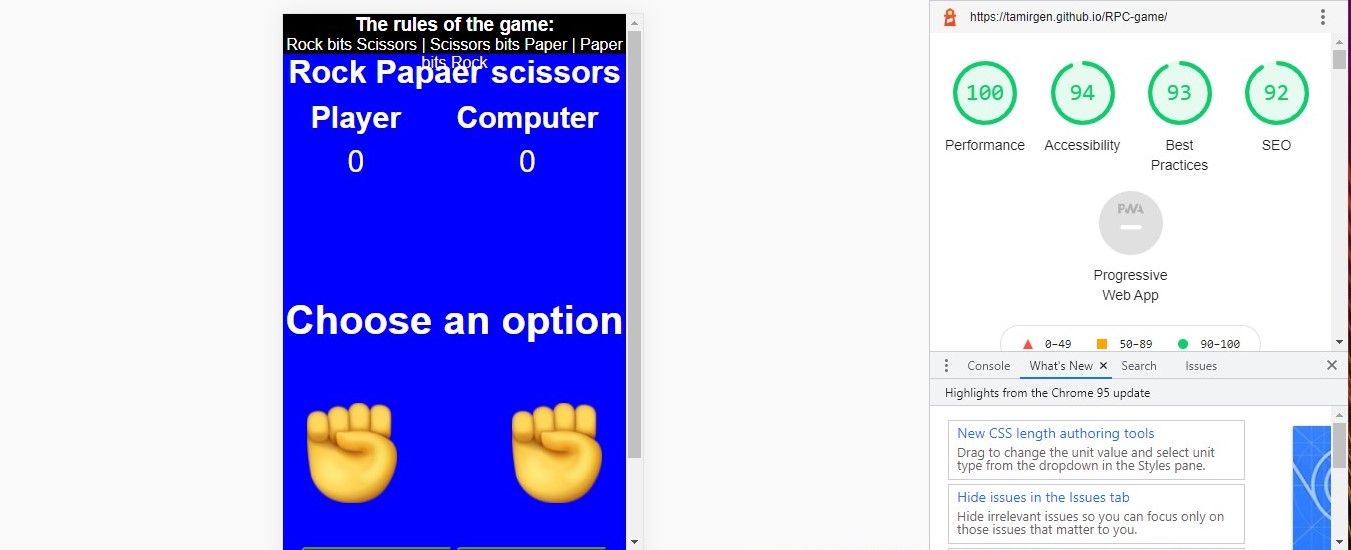 The rules of the game:
Rock bits Scissors | Scissors bits Paper | Paper
bits Rock
Rock Papaer scissors
Player Computer
0 0
Choose an option
https://tamirgen.github.io/RPC-game/
100 94 93 92
Performance Accessibility Best
Practices SEO
PWA
Progressive
Web App
0–49 50–89 90–100
Console What's New Search Issues
Highlights from the Chrome 95 update
New CSS length authoring tools
Drag to change the unit value and select unit
type from the dropdown in the Styles pane.
Hide issues in the Issues tab
Hide irrelevant issues so you can focus only on
those issues that matter to you.